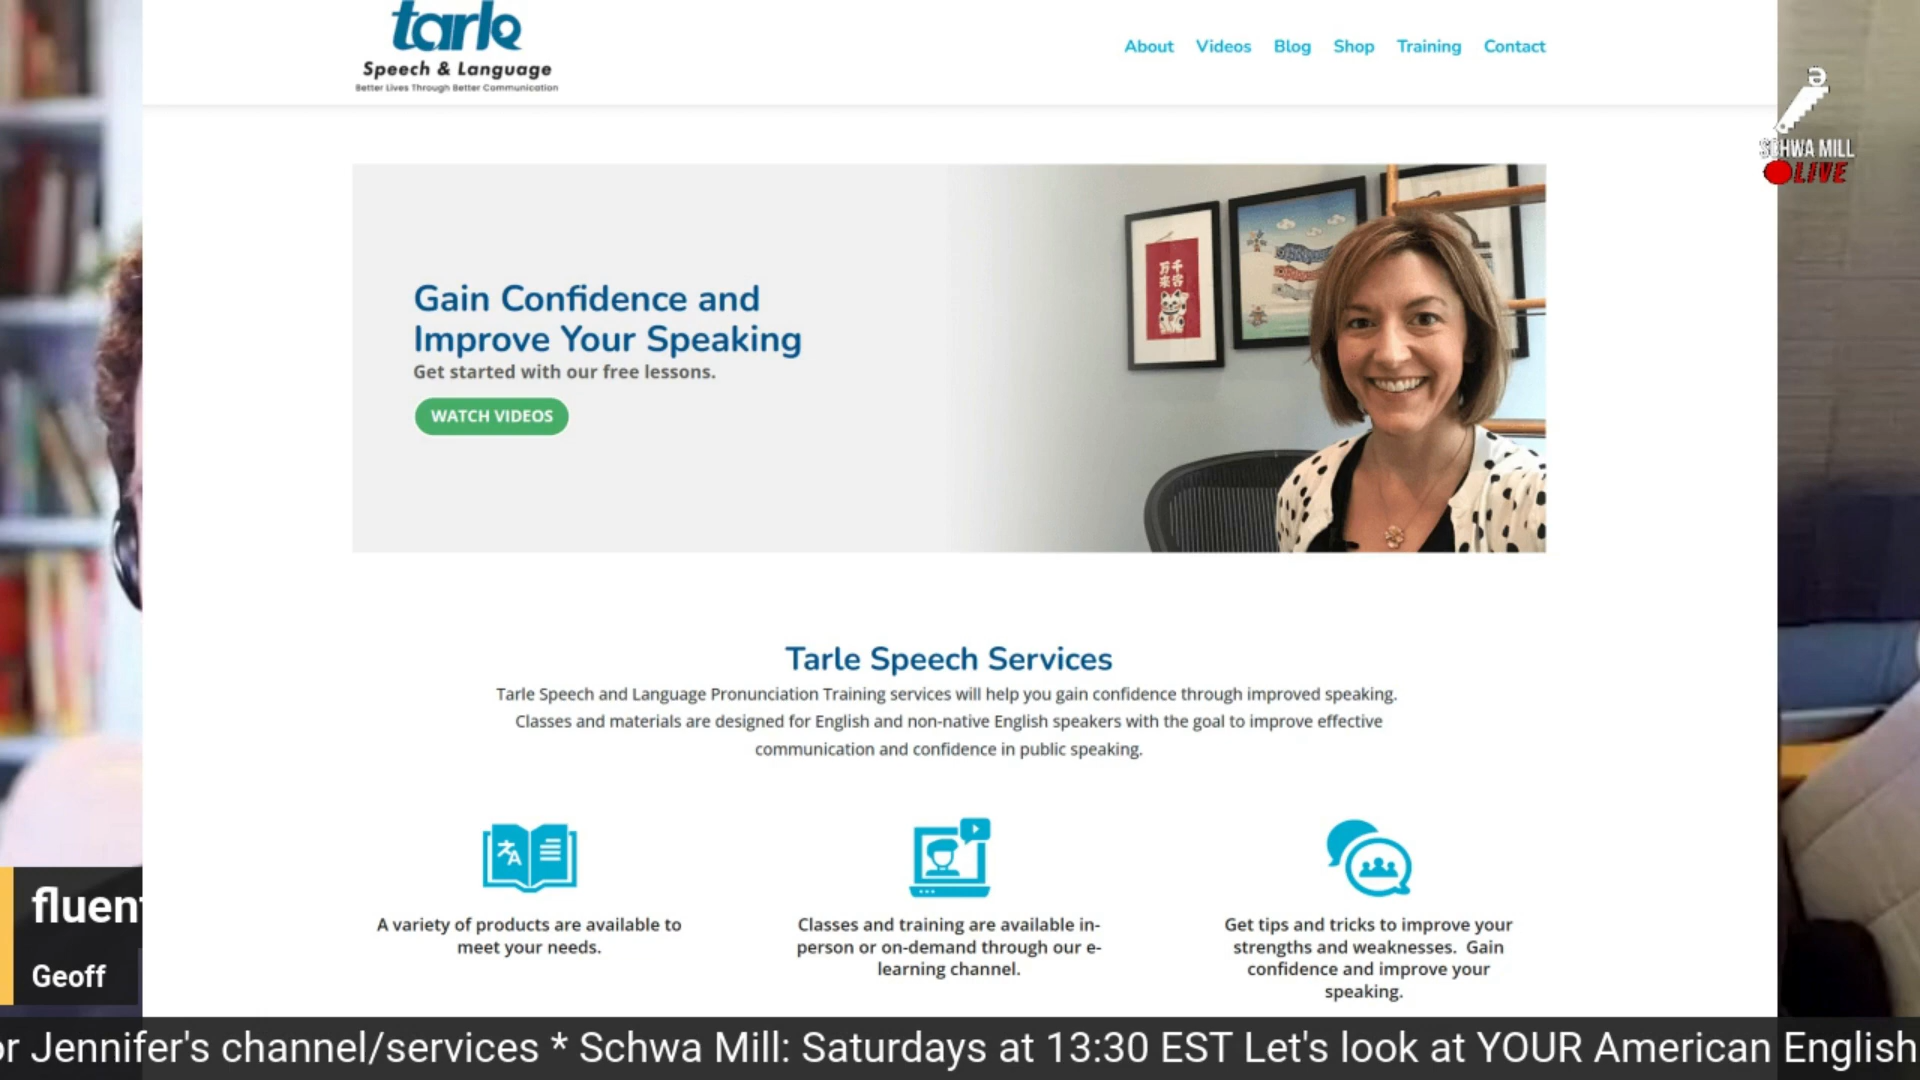 tarle
Speech & Language
Better Lives Through Better Communication
About Videos Blog Shop Training Contact
ə
SCHWA MILL
LIVE
万千
来客
Gain Confidence and
Improve Your Speaking
Get started with our free lessons.
WATCH VIDEOS
Tarle Speech Services
Tarle Speech and Language Pronunciation Training services will help you gain confidence through improved speaking.
Classes and materials are designed for English and non-native English speakers with the goal to improve effective
communication and confidence in public speaking.
A variety of products are available to
meet your needs.
Classes and training are available in-
person or on-demand through our e-
learning channel.
Get tips and tricks to improve your
strengths and weaknesses. Gain
confidence and improve your
speaking.
fluent
Geoff
or Jennifer's channel/services * Schwa Mill: Saturdays at 13:30 EST Let's look at YOUR American English